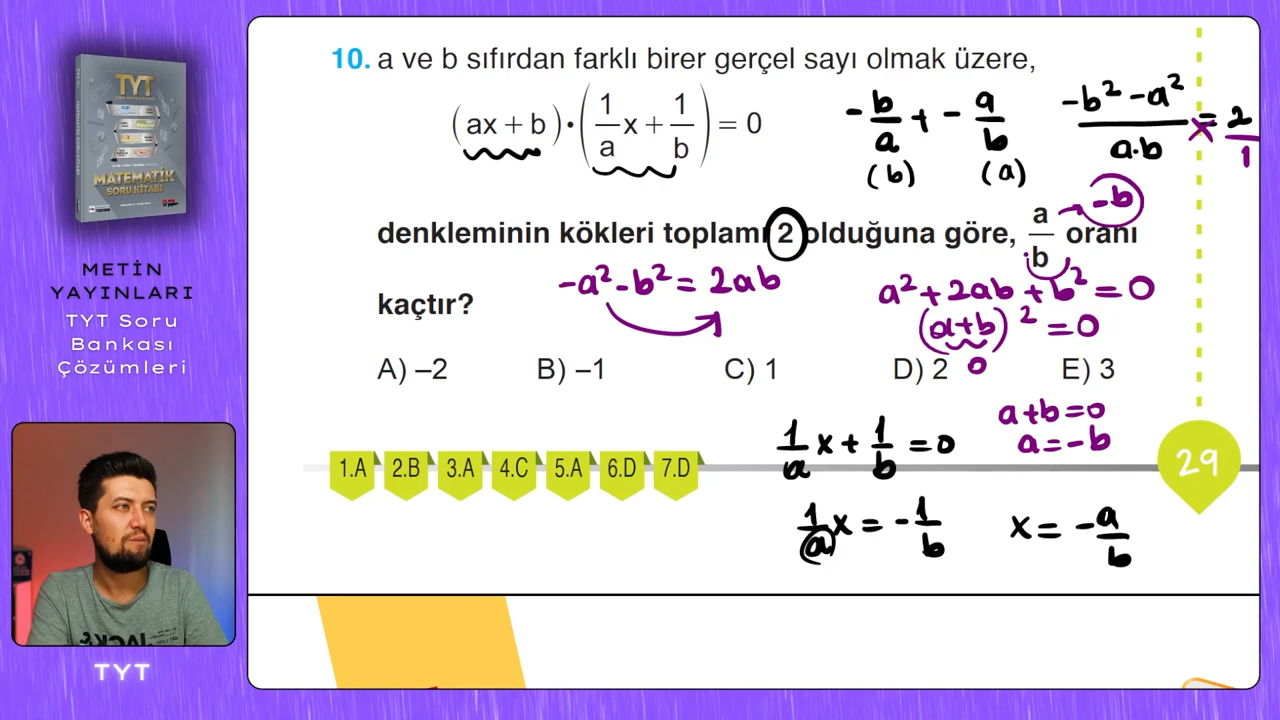 TYT
MATEMATİK
SORU KİTABI
METİN
YAYINLARI
TYT Soru
Bankası
Çözümleri
TYT
10. a ve b sıfırdan farklı birer gerçel sayı olmak üzere,
(ax + b) • (1/a x + 1/b) = 0
-b/a + -a/b
(b) (a)
-b² -a² / a.b = 2/1
x
denkleminin kökleri toplamı 2 olduğuna göre, a/b oranı
-b
kaçtır?
-a² - b² = 2ab
a² + 2ab + b² = 0
(a+b)² = 0
0
A) –2 B) –1 C) 1 D) 2 E) 3
a+b=0
a=-b
1/a x + 1/b = 0
1/a x = -1/b
x = -a/b
1.A 2.B 3.A 4.C 5.A 6.D 7.D
29